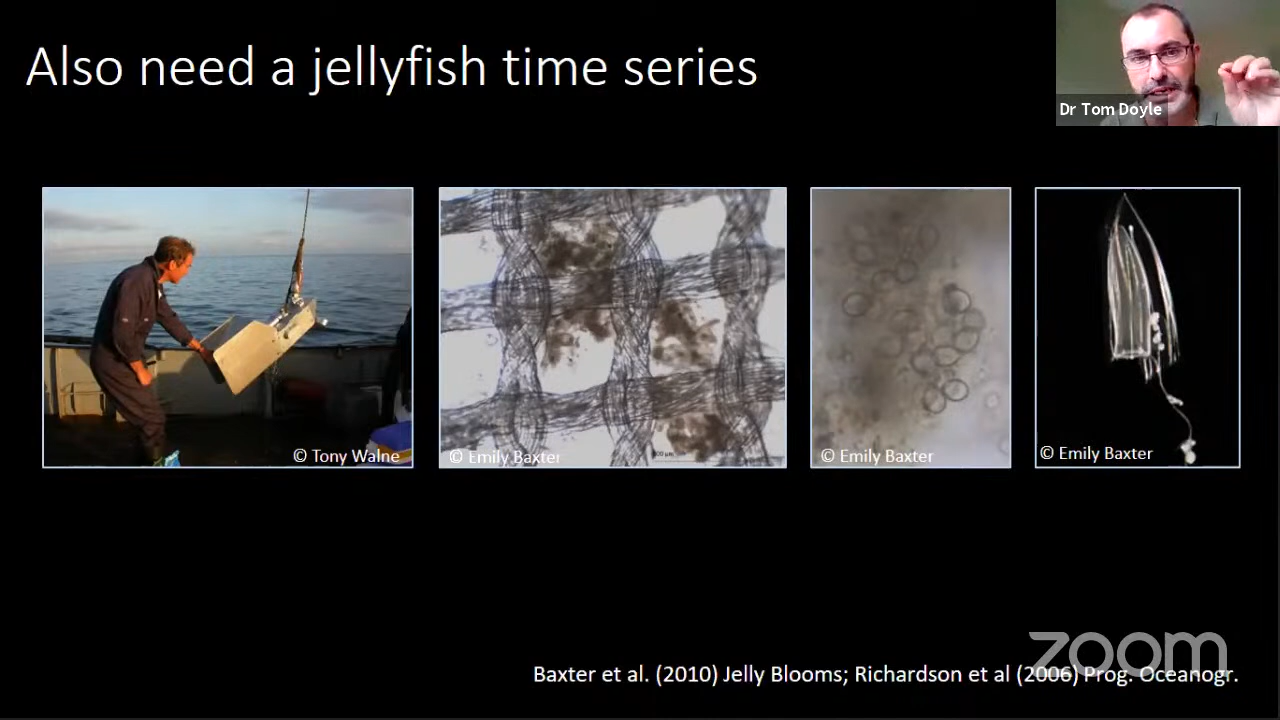 Also need a jellyfish time series
Dr Tom Doyle
© Tony Walne
© Emily Baxter
© Emily Baxter
© Emily Baxter
zoom
Baxter et al. (2010) Jelly Blooms; Richardson et al (2006) Prog. Oceanogr.